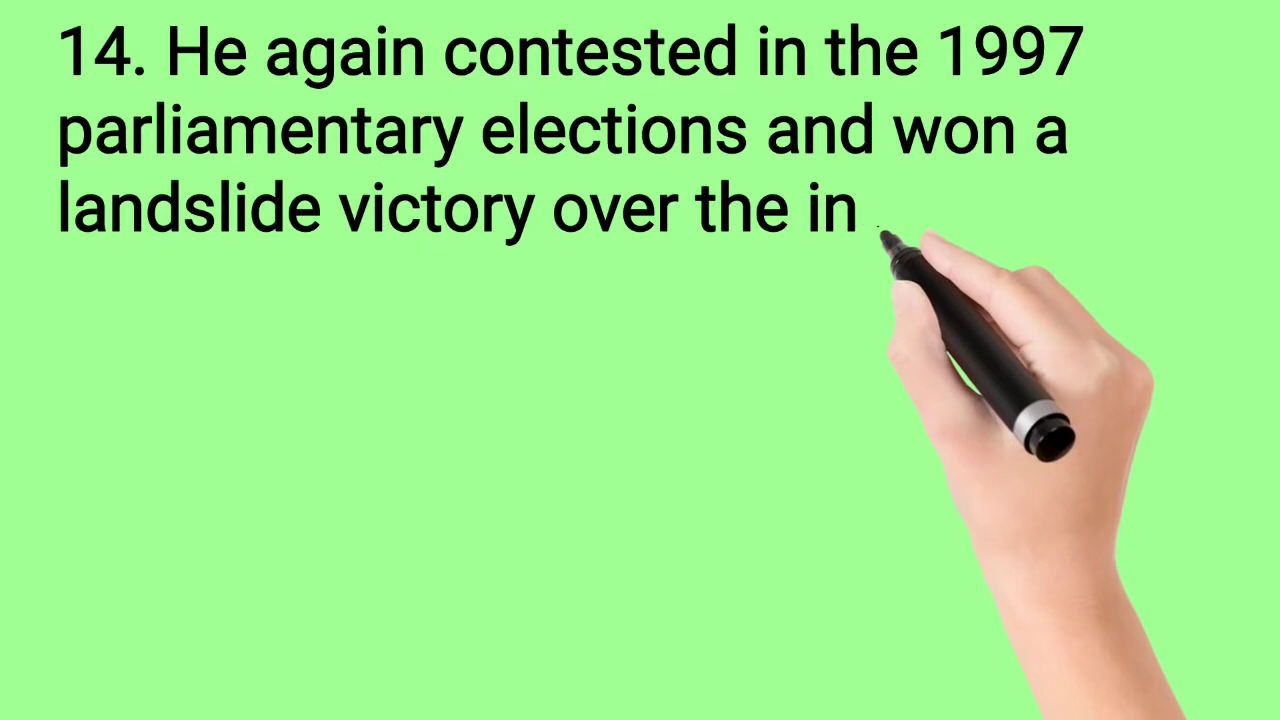 14. He again contested in the 1997
parliamentary elections and won a
landslide victory over the in